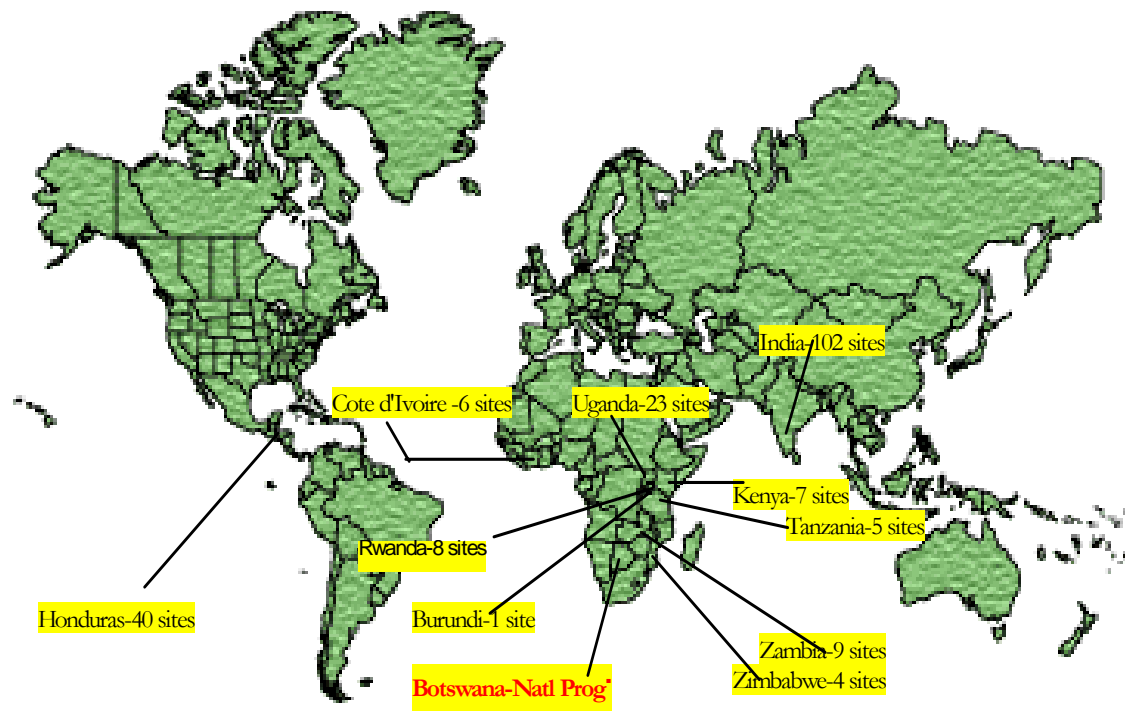 India-102 sites
Cote d'Ivoire -6 sites
Uganda-23 sites
Kenya-7 sites
Tanzania-5 sites
Rwanda-8 sites
Honduras-40 sites
Burundi-1 site
Zambia-9 sites
Zimbabwe-4 sites
Botswana-Natl Prog*